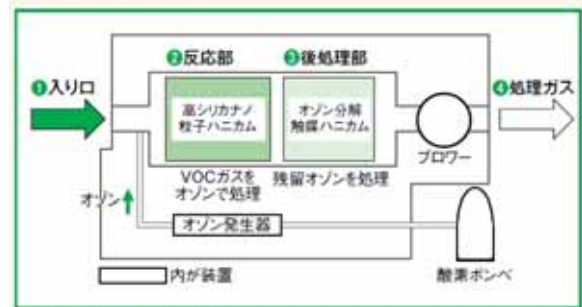 ❶入り口
❷反応部
高シリカナノ
粒子ハニカム
VOCガスを
オゾンで処理
❸後処理部
オゾン分解
触媒ハニカム
残留オゾンを処理
ブロワー
❹処理ガス
オゾン
オゾン発生器
酸素ボンベ
内が装置